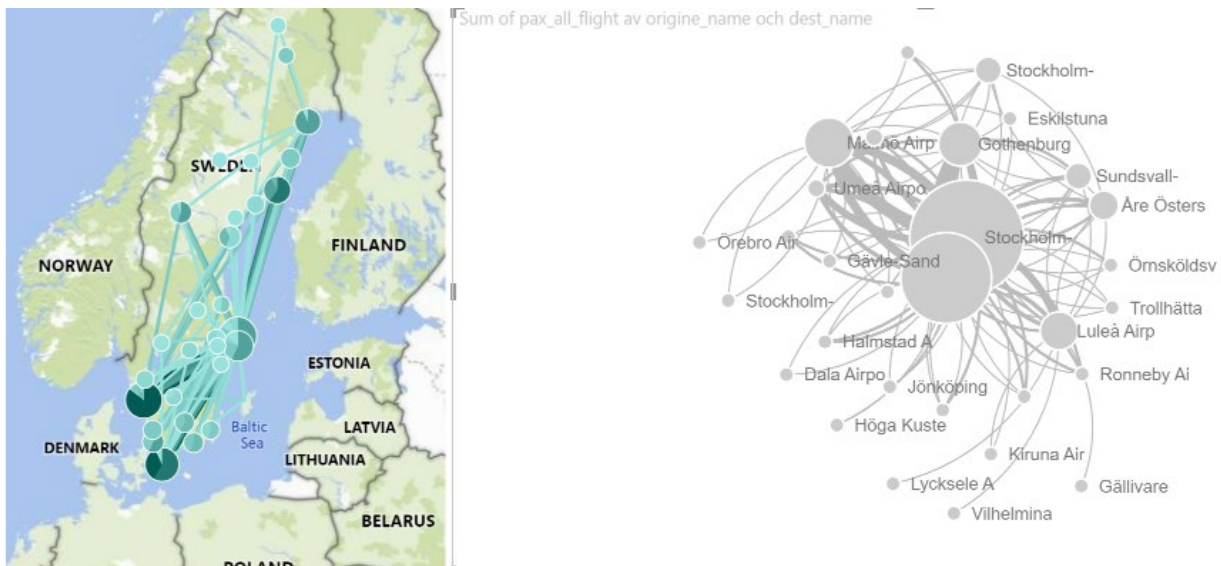 SWEDEN
NORWAY
FINLAND
ESTONIA
Baltic
Sea
LATVIA
DENMARK
LITHUANIA
BELARUS
POLAND
Sum of pax_all_flight av origine_name och dest_name
Stockholm-
Eskilstuna
Malmö Airp
Gothenburg
Sundsvall-
Umeå Airpo
Åre Östers
Stockholm-
Örebro Air
Gävle-Sand
Örnsköldsv
Stockholm-
Trollhätta
Luleå Airp
Halmstad A
Dala Airpo
Jönköping
Ronneby Ai
Höga Kuste
Kiruna Air
Lycksele A
Gällivare
Vilhelmina